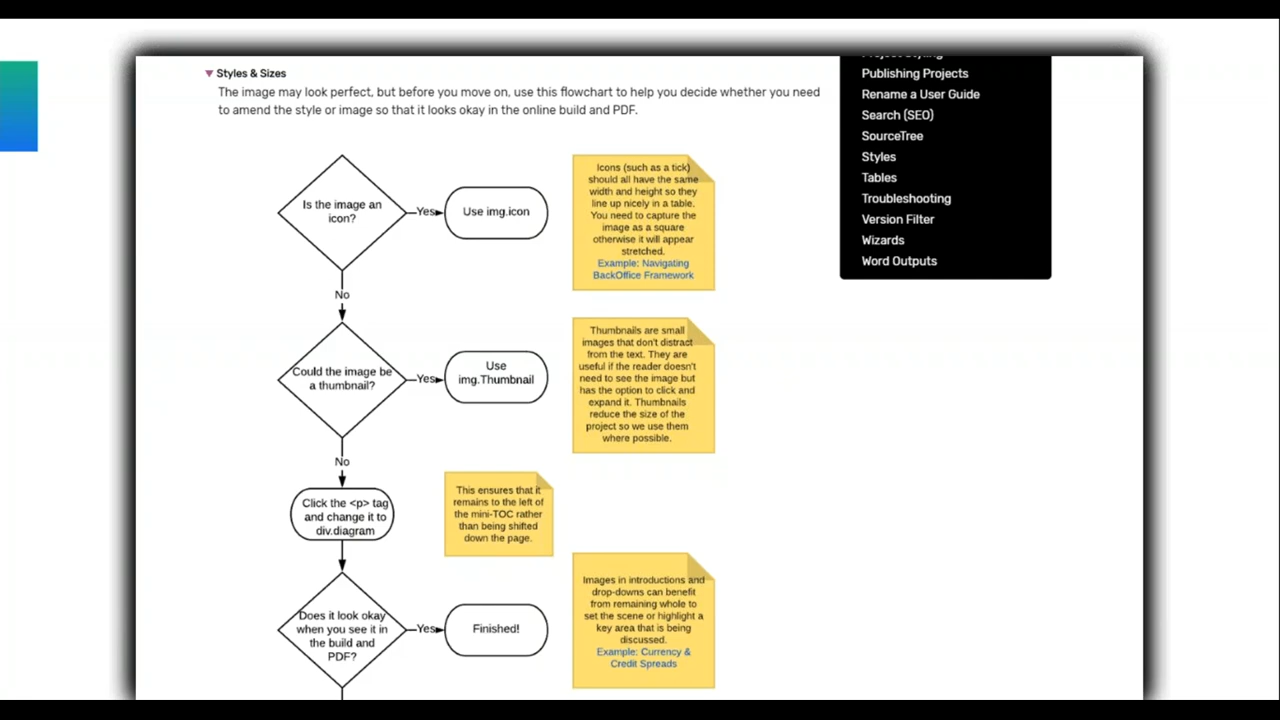 Styles & Sizes
The image may look perfect, but before you move on, use this flowchart to help you decide whether you need
to amend the style or image so that it looks okay in the online build and PDF.
Is the image an
icon?
Yes
Use img.icon
Icons (such as a tick)
should all have the same
width and height so they
line up nicely in a table.
You need to capture the
image as a square
otherwise it will appear
stretched.
Example: Navigating
BackOffice Framework
No
Could the image be
a thumbnail?
Yes
Use
img.Thumbnail
Thumbnails are small
images that don't distract
from the text. They are
useful if the reader doesn't
need to see the image but
has the option to click and
expand it. Thumbnails
reduce the size of the
project so we use them
where possible.
No
Click the <p> tag
and change it to
div.diagram
This ensures that it
remains to the left of
the mini-TOC rather
than being shifted
down the page.
Does it look okay
when you see it in
the build and
PDF?
Yes
Finished!
Images in introductions and
drop-downs can benefit
from remaining whole to
set the scene or highlight a
key area that is being
discussed.
Example: Currency &
Credit Spreads
Project Styling
Publishing Projects
Rename a User Guide
Search (SEO)
SourceTree
Styles
Tables
Troubleshooting
Version Filter
Wizards
Word Outputs